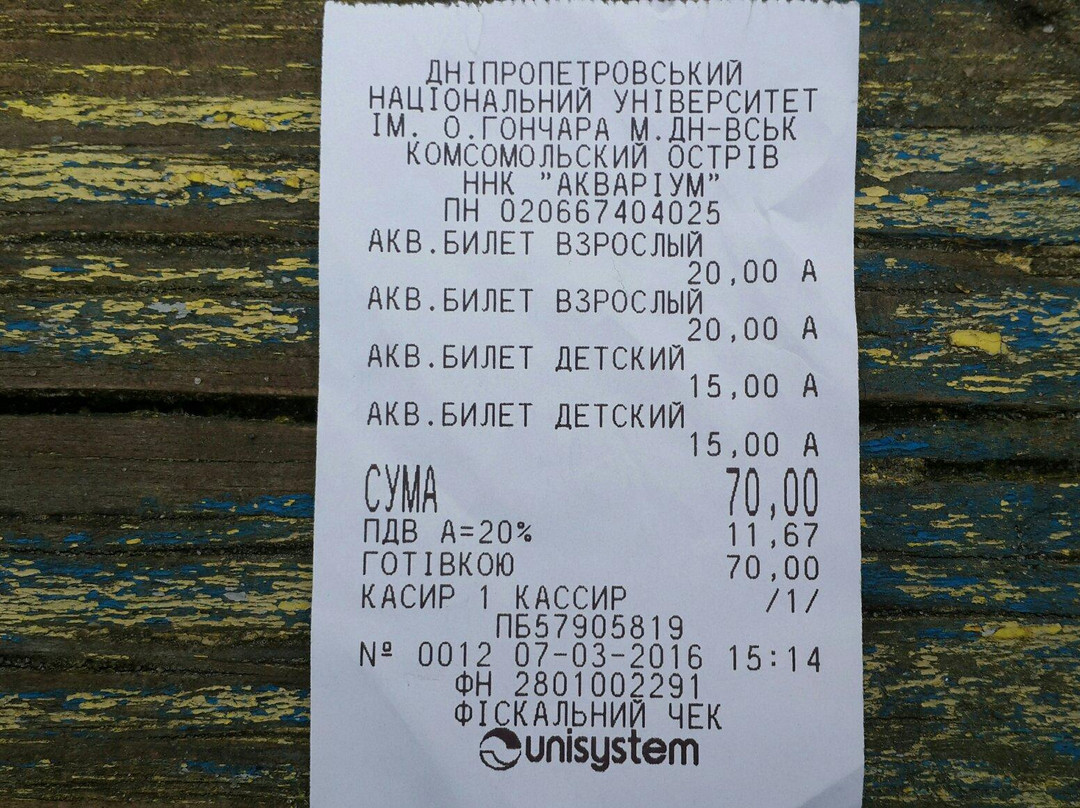 ДНІПРОПЕТРОВСЬКИЙ
НАЦІОНАЛЬНИЙ УНІВЕРСИТЕТ
ІМ. О.ГОНЧАРА М.ДН-ВСЬК
КОМСОМОЛЬСКИЙ ОСТРІВ
ННК "АКВАРІУМ"
ПН 020667404025
АКВ.БИЛЕТ ВЗРОСЛЫЙ
20,00 А
АКВ.БИЛЕТ ВЗРОСЛЫЙ
20,00 А
АКВ.БИЛЕТ ДЕТСКИЙ
15,00 А
АКВ.БИЛЕТ ДЕТСКИЙ
15,00 А
СУМА 70,00
ПДВ А=20% 11,67
ГОТІВКОЮ 70,00
КАСИР 1 КАССИР /1/
ПБ57905819
№ 0012 07-03-2016 15:14
ФН 2801002291
ФІСКАЛЬНИЙ ЧЕК
unisystem